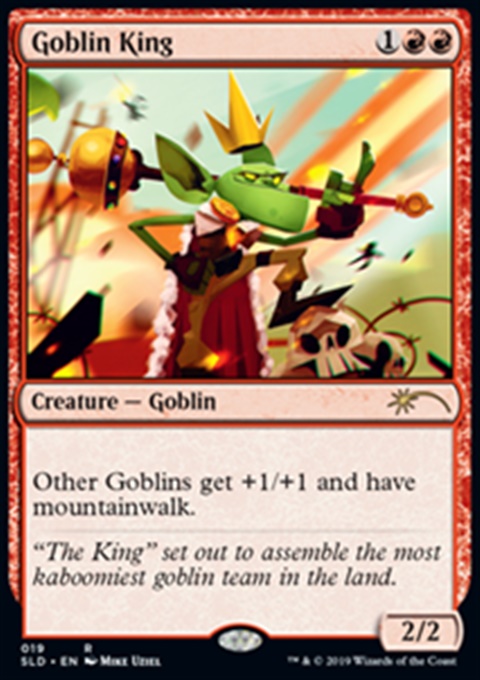 Goblin King 1
Creature — Goblin
Other Goblins get +1/+1 and have
mountainwalk.
“The King” set out to assemble the most
kaboomiest goblin team in the land.
2/2
019 R
SLD • EN Mike Uziel
™ & © 2019 Wizards of the Coast